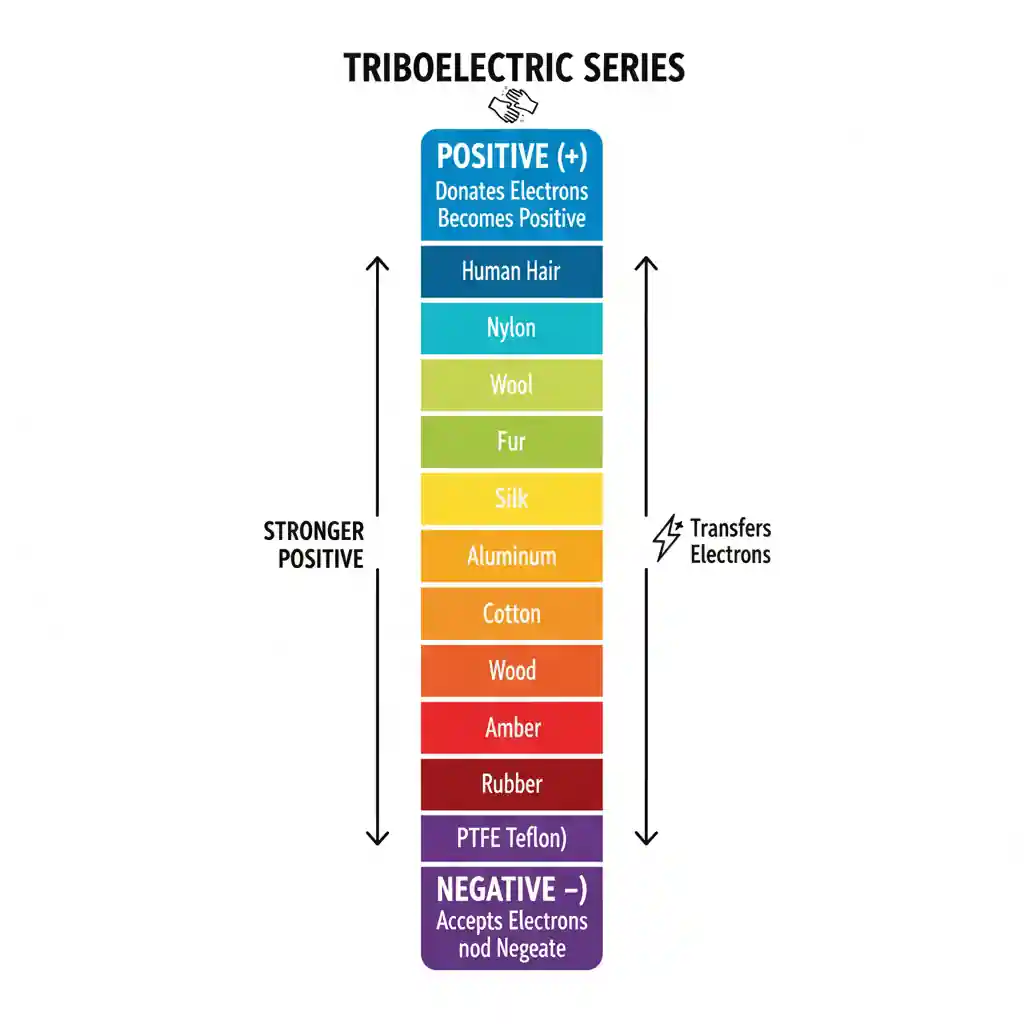 TRIBOELECTRIC SERIES
POSITIVE (+)
Donates Electrons
Becomes Positive
Human Hair
Nylon
Wool
Fur
Silk
STRONGER
POSITIVE
Transfers
Electrons
Aluminum
Cotton
Wood
Amber
Rubber
PTFE Teflon)
NEGATIVE –)
Accepts Electrons
nod Negeate